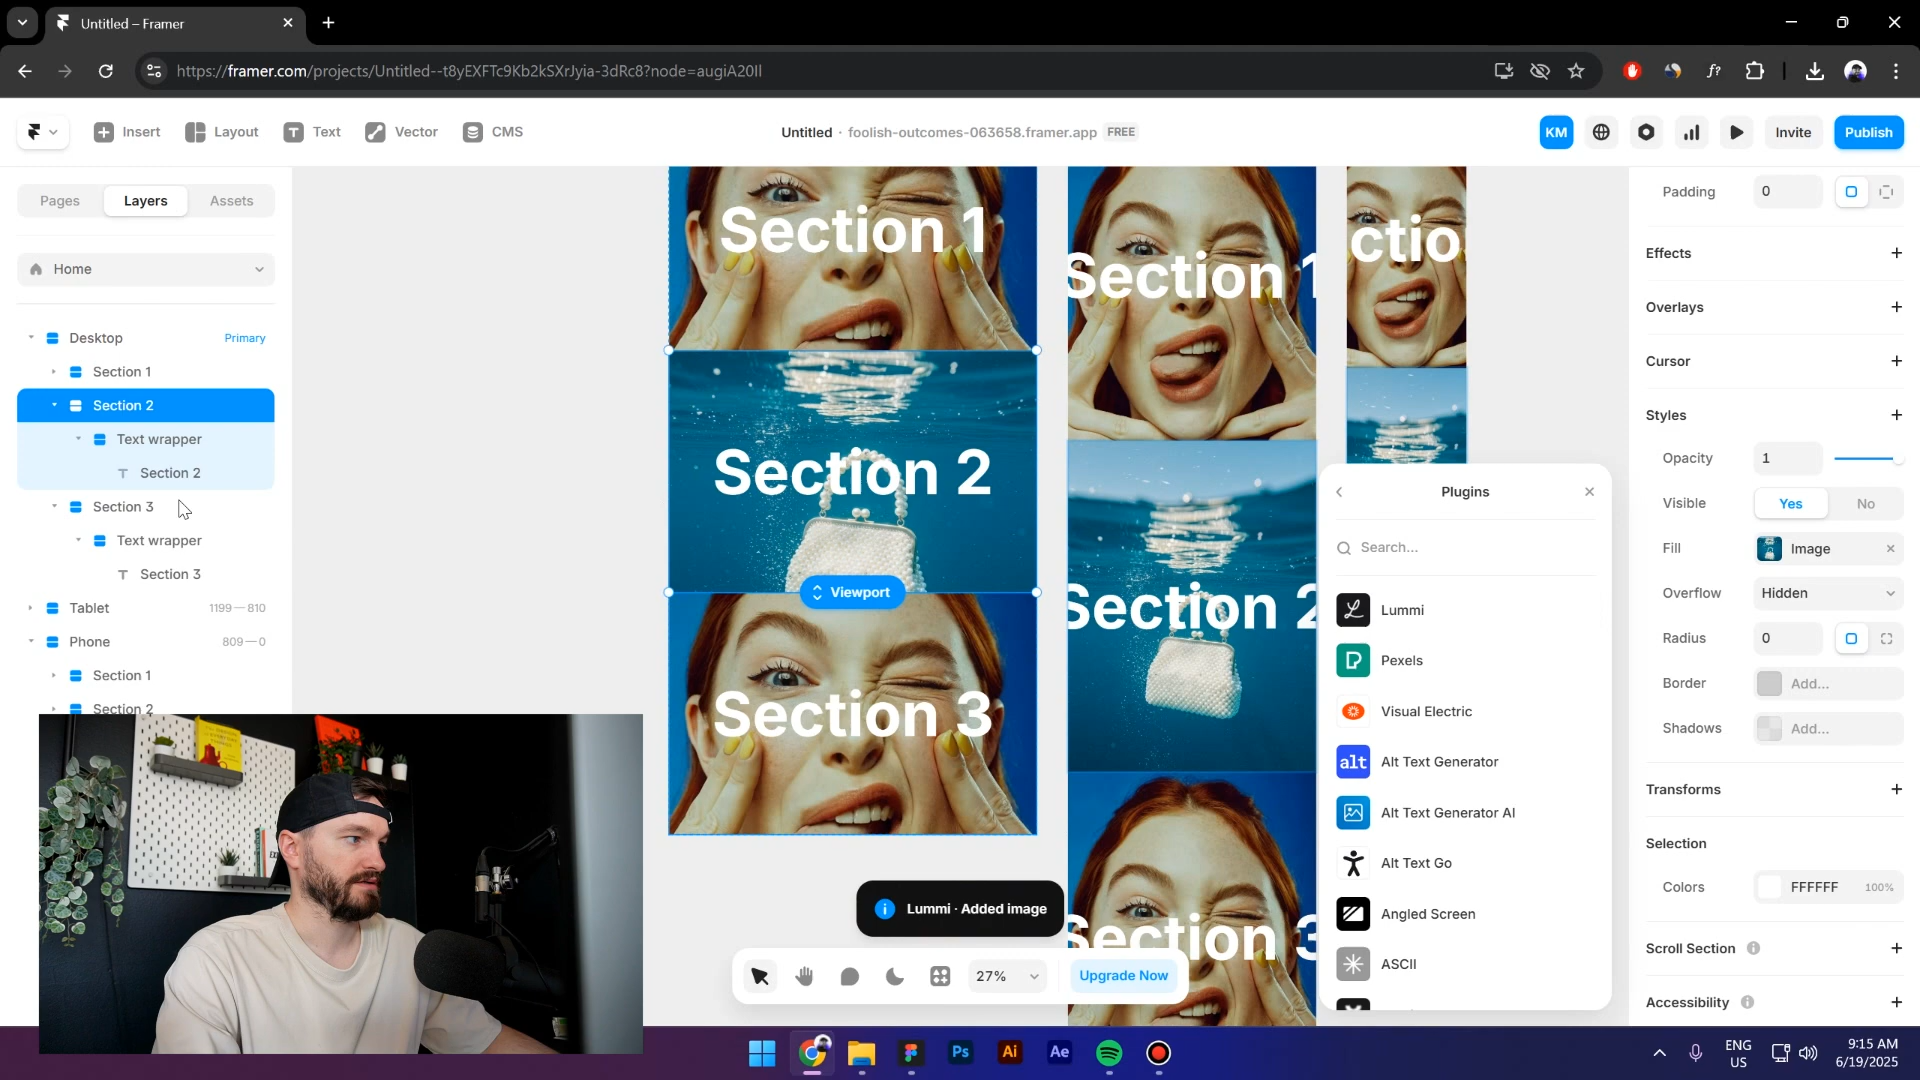 Untitled – Framer
https://framer.com/projects/Untitled--t8yEXFTc9Kb2kSXrJyia-3dRc8?node=augiA20Il
f?
Insert
Layout
Text
Vector
CMS
Untitled · foolish-outcomes-063658.framer.app FREE
KM
Invite
Publish
Pages
Layers
Assets
Home
Desktop
Primary
Section 1
Section 2
Text wrapper
Section 2
Section 3
Text wrapper
Section 3
Tablet
1199—810
Phone
809—0
Section 1
Section 2
Section 1
Section 2
Viewport
Section 3
Section 1
Section 2
Section 3
ctio
Lummi · Added image
27%
Upgrade Now
Plugins
Search...
Lummi
Pexels
Visual Electric
alt
Alt Text Generator
Alt Text Generator AI
Alt Text Go
Angled Screen
ASCII
Padding
0
Effects
Overlays
Cursor
Styles
Opacity
1
Visible
Yes
No
Fill
Image
Overflow
Hidden
Radius
0
Border
Add...
Shadows
Add...
Transforms
Selection
Colors
FFFFFF
100%
Scroll Section
Accessibility
Ps
Ai
Ae
ENG
US
9:15 AM
6/19/2025